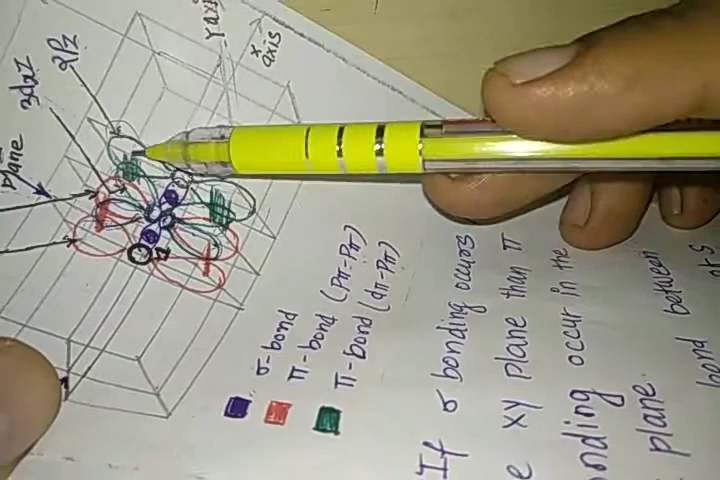 Y axis
X axis
2Pz
3dxz
plane
σ-bond
π-bond (Pπ-Pπ)
π-bond (dπ-Pπ)
If σ bonding occurs
xy plane than π
occur in the
plane.
bond between